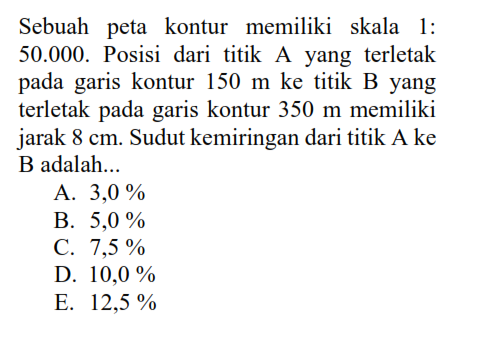 Sebuah peta kontur memiliki skala 1:
50.000. Posisi dari titik A yang terletak
pada garis kontur 150 m ke titik B yang
terletak pada garis kontur 350 m memiliki
jarak 8 cm. Sudut kemiringan dari titik A ke
B adalah...
A. 3,0 %
B. 5,0 %
C. 7,5 %
D. 10,0 %
E. 12,5 %